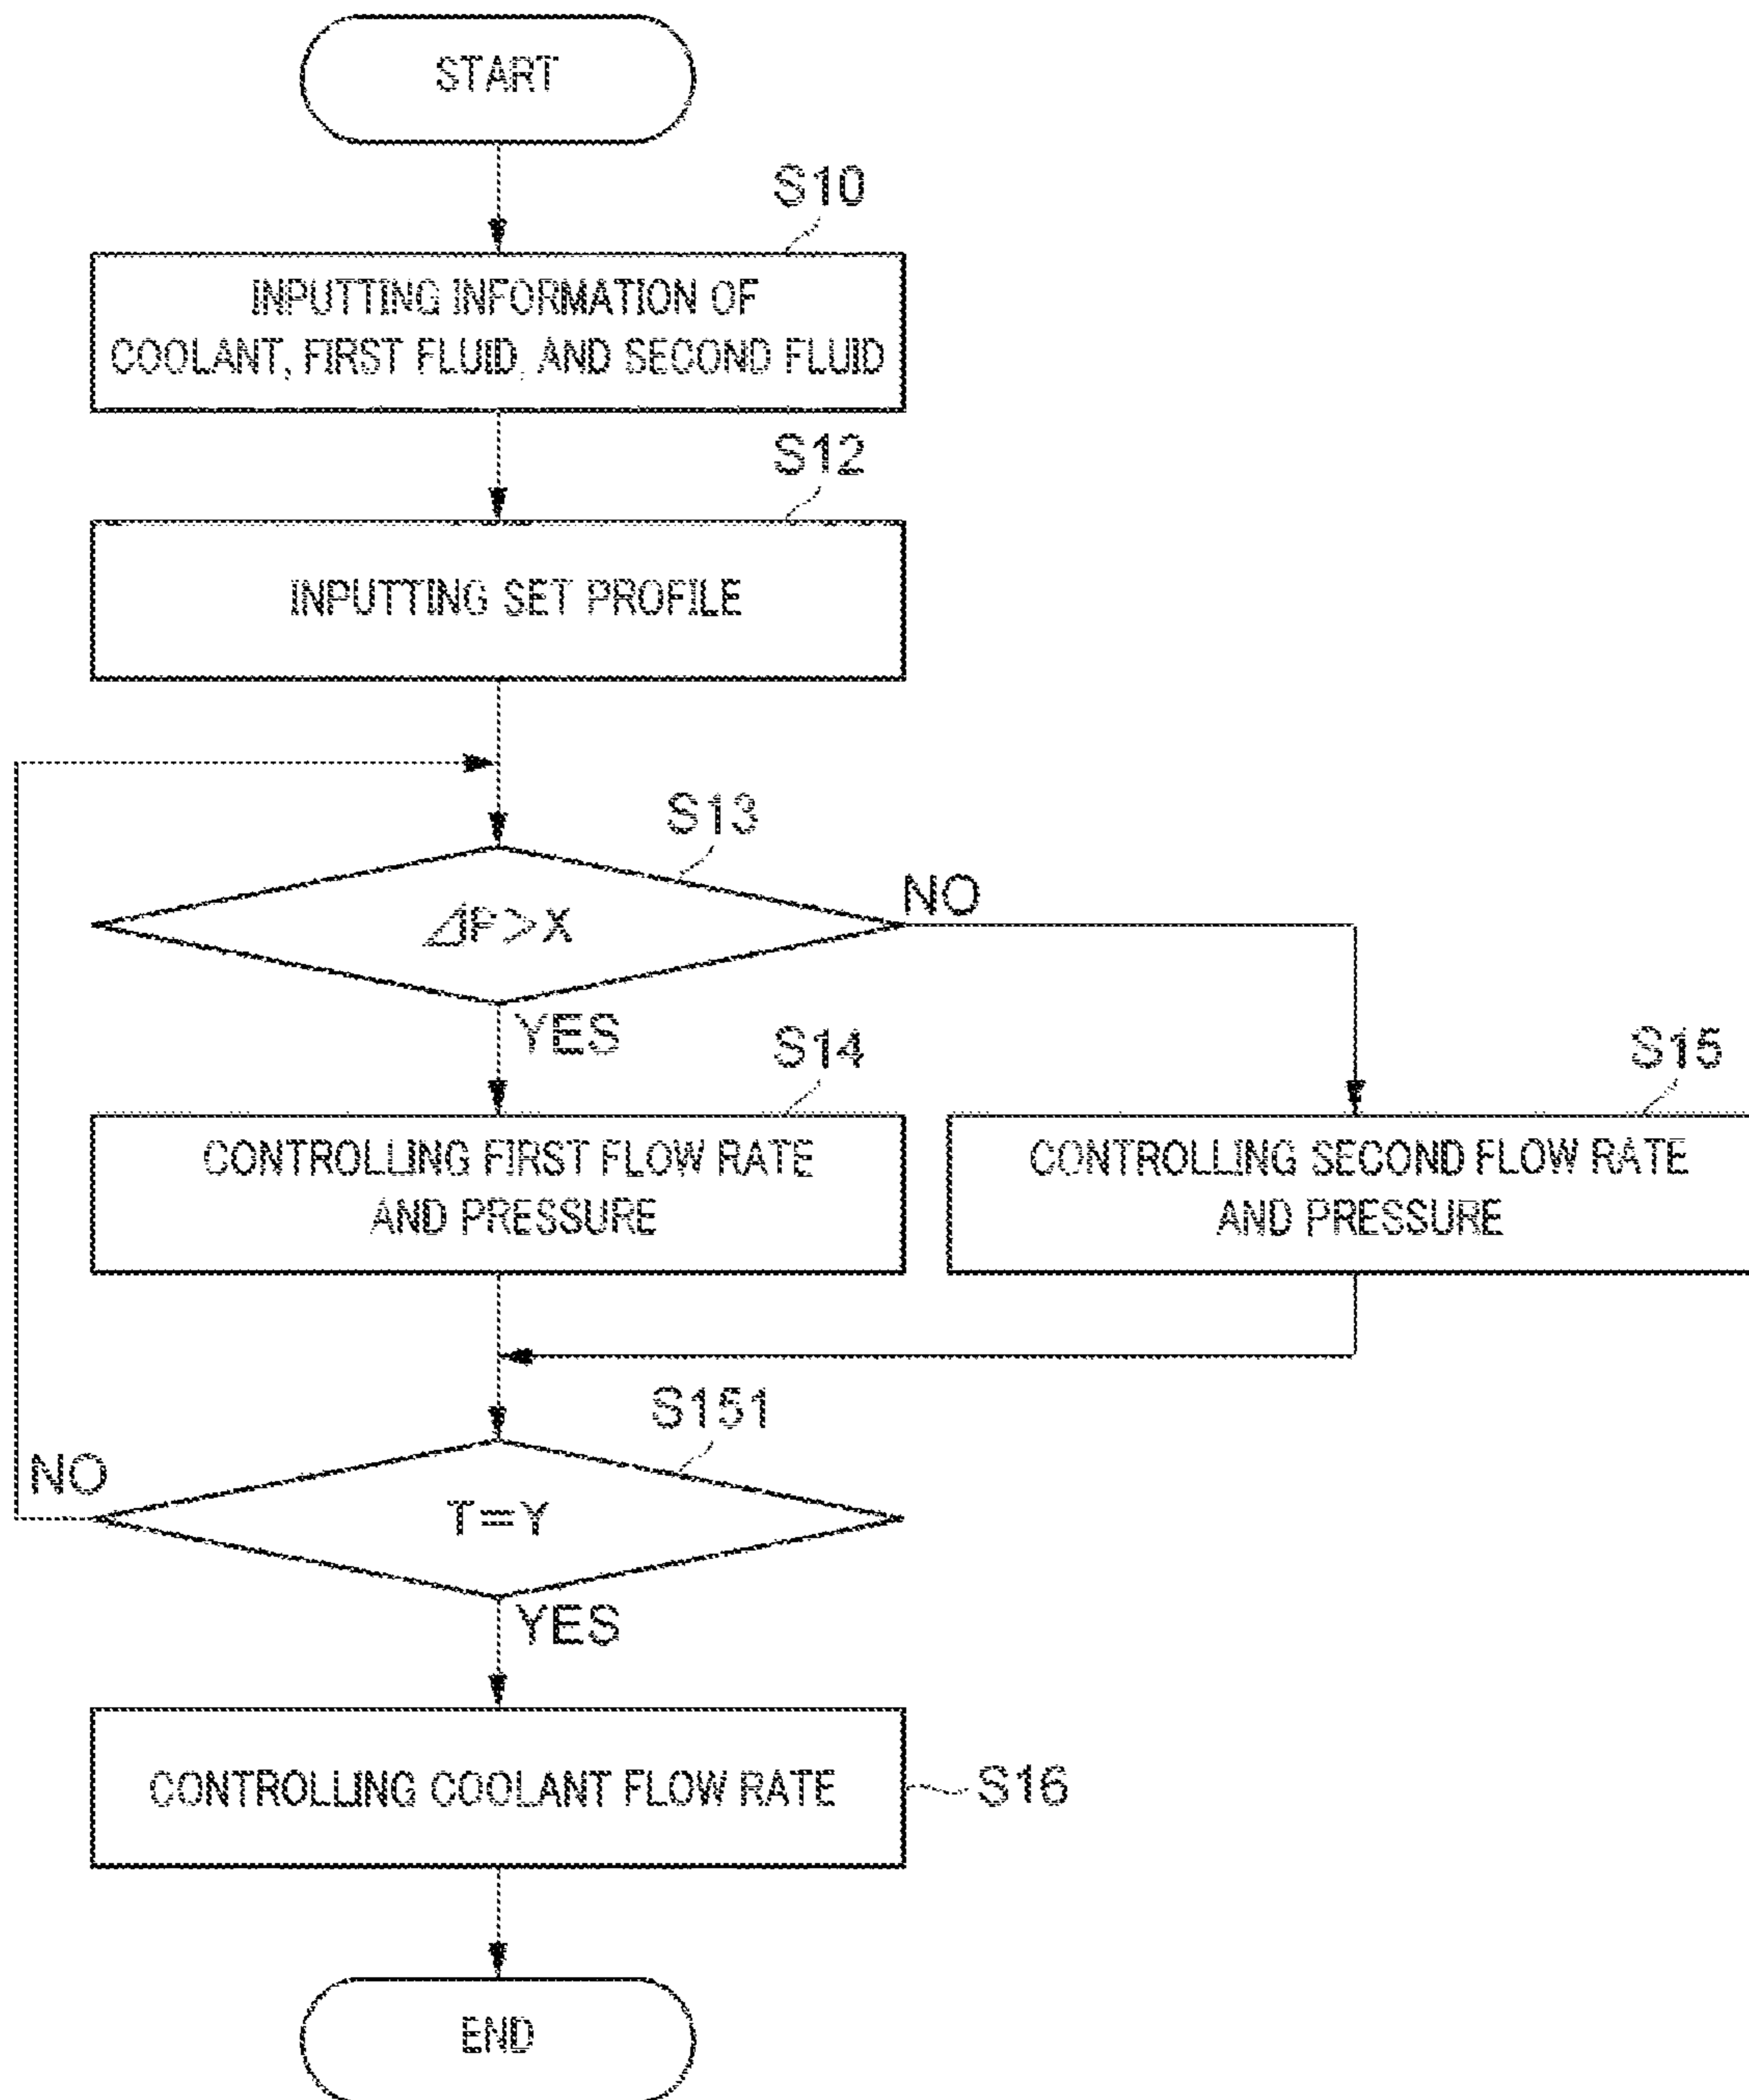 START
S10
INPUTTING INFORMATION OF
COOLANT, FIRST FLUID, AND SECOND FLUID
S12
INPUTTING SET PROFILE
S13
⊿P>X
NO
YES
S14
S15
CONTROLLING FIRST FLOW RATE
AND PRESSURE
CONTROLLING SECOND FLOW RATE
AND PRESSURE
S151
NO
T=Y
YES
CONTROLLING COOLANT FLOW RATE
S16
END